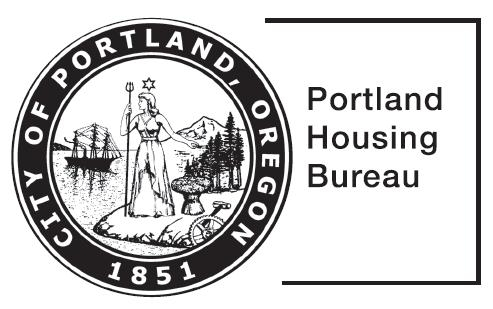 CITY OF PORTLAND, OREGON
1851
Portland
Housing
Bureau